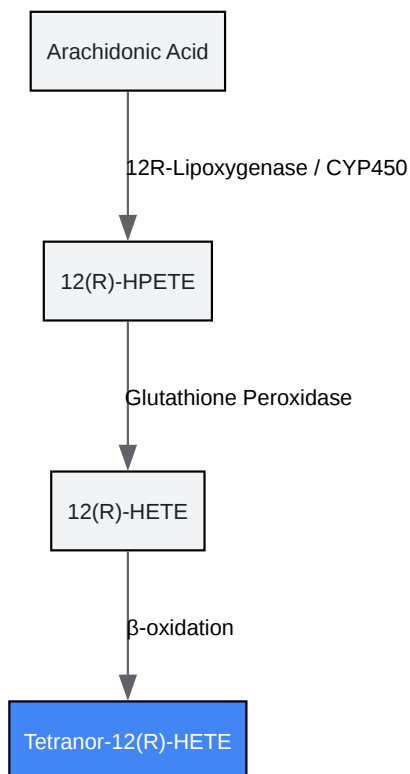 Arachidonic Acid
12R-Lipoxygenase / CYP450
12(R)-HPETE
Glutathione Peroxidase
12(R)-HETE
β-oxidation
Tetranor-12(R)-HETE